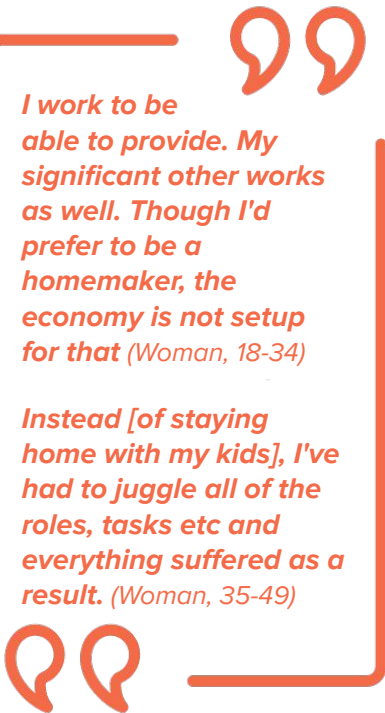 I work to be
able to provide. My
significant other works
as well. Though I'd
prefer to be a
homemaker, the
economy is not setup
for that (Woman, 18-34)
Instead [of staying
home with my kids], I've
had to juggle all of the
roles, tasks etc and
everything suffered as a
result. (Woman, 35-49)